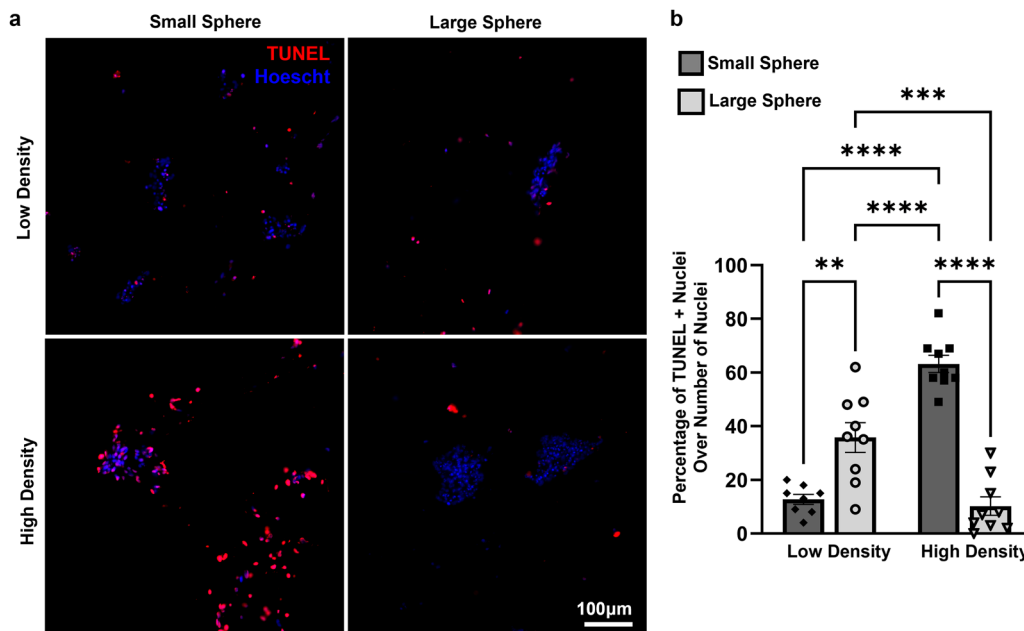 a
Small Sphere
Large Sphere
TUNEL
Hoescht
Low Density
High Density
100µm
b
Small Sphere
Large Sphere
***
****
****
**
****
Percentage of TUNEL + Nuclei
Over Number of Nuclei
100
80
60
40
20
0
Low Density
High Density